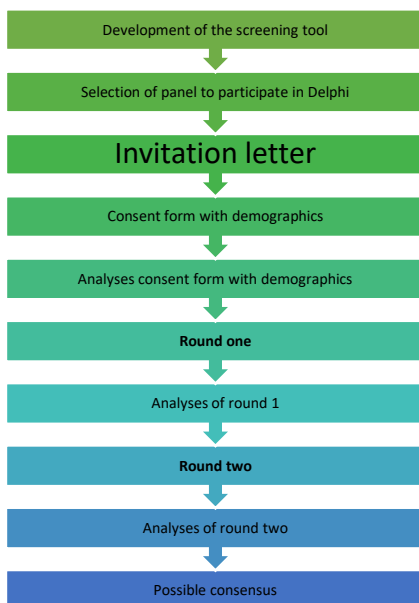 Development of the screening tool
Selection of panel to participate in Delphi
Invitation letter
Consent form with demographics
Analyses consent form with demographics
Round one
Analyses of round 1
Round two
Analyses of round two
Possible consensus